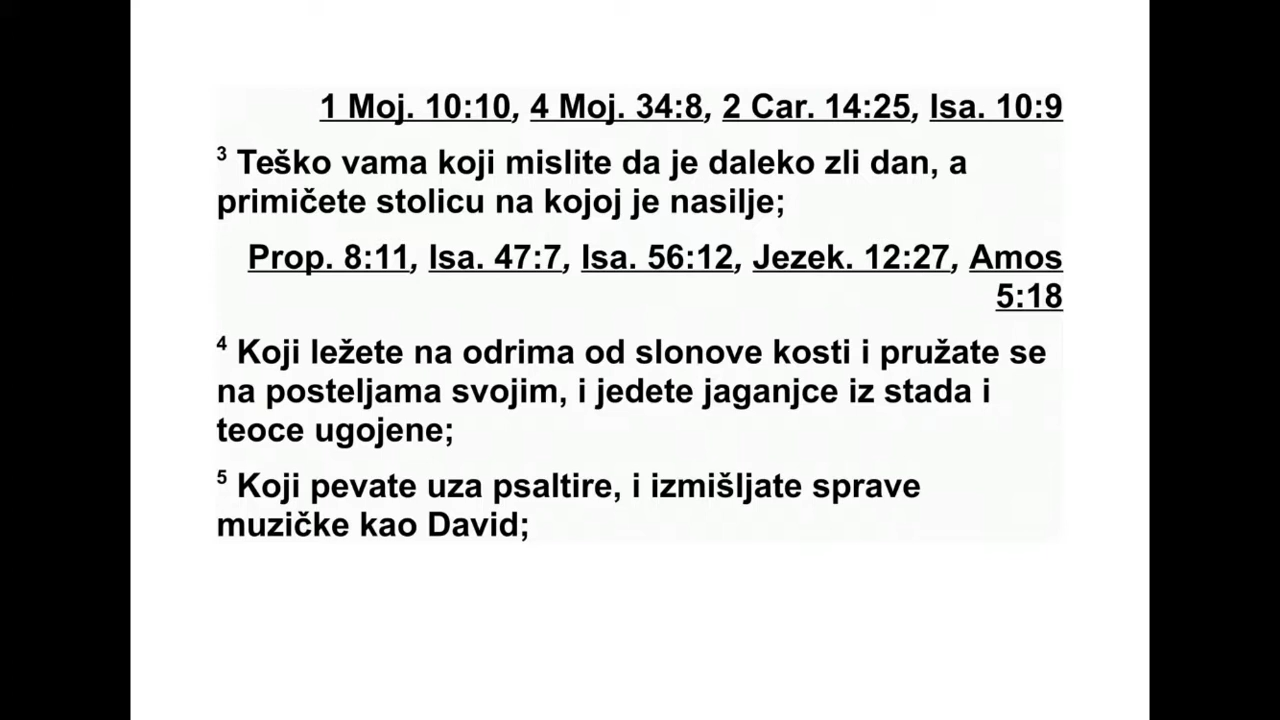 1 Moj. 10:10, 4 Moj. 34:8, 2 Car. 14:25, Isa. 10:9
3 Teško vama koji mislite da je daleko zli dan, a
primičete stolicu na kojoj je nasilje;
Prop. 8:11, Isa. 47:7, Isa. 56:12, Jezek. 12:27, Amos
5:18
4 Koji ležete na odrima od slonove kosti i pružate se
na posteljama svojim, i jedete jaganjce iz stada i
teoce ugojene;
5 Koji pevate uza psaltire, i izmišljate sprave
muzičke kao David;